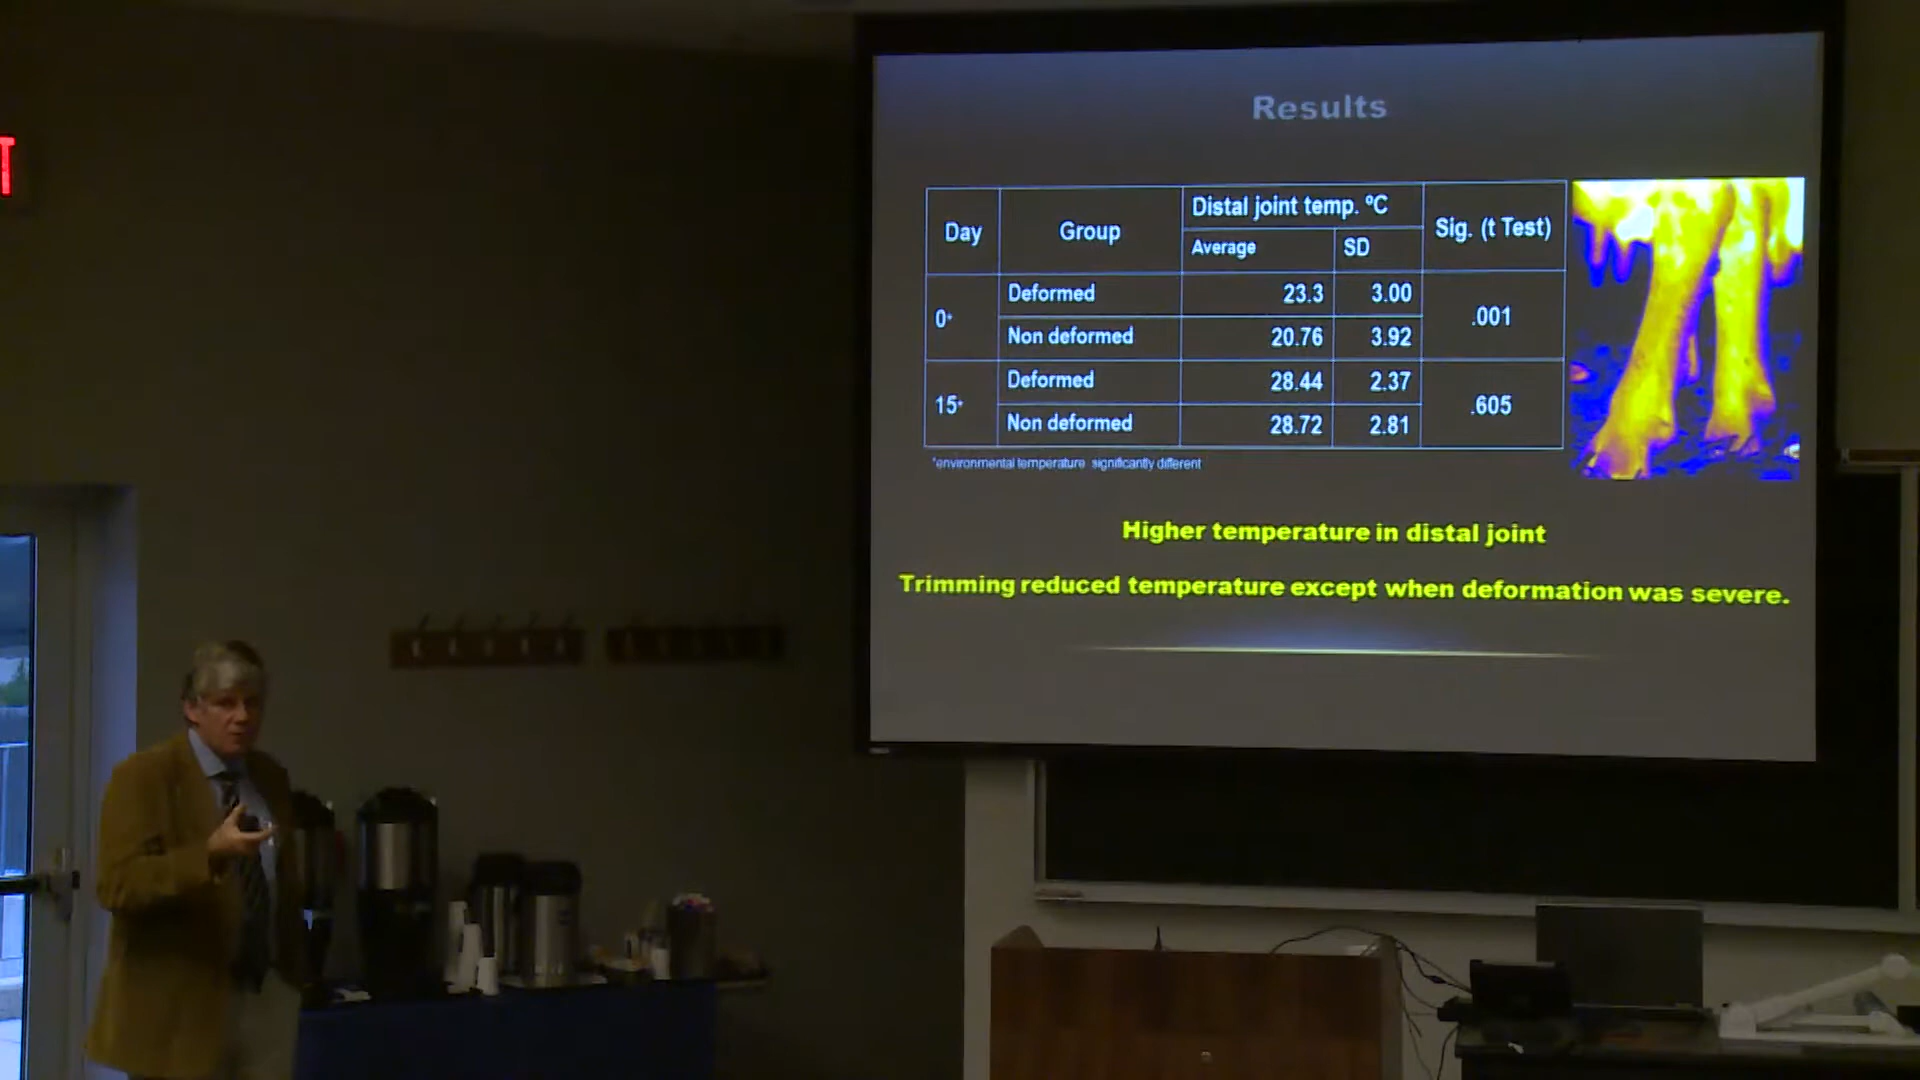 T
Results
Day Group Distal joint temp. ºC Sig. (t Test)
Average SD
0* Deformed 23.3 3.00 .001
Non deformed 20.76 3.92
15* Deformed 28.44 2.37 .605
Non deformed 28.72 2.81
*environmental temperature significantly different
Higher temperature in distal joint
Trimming reduced temperature except when deformation was severe.